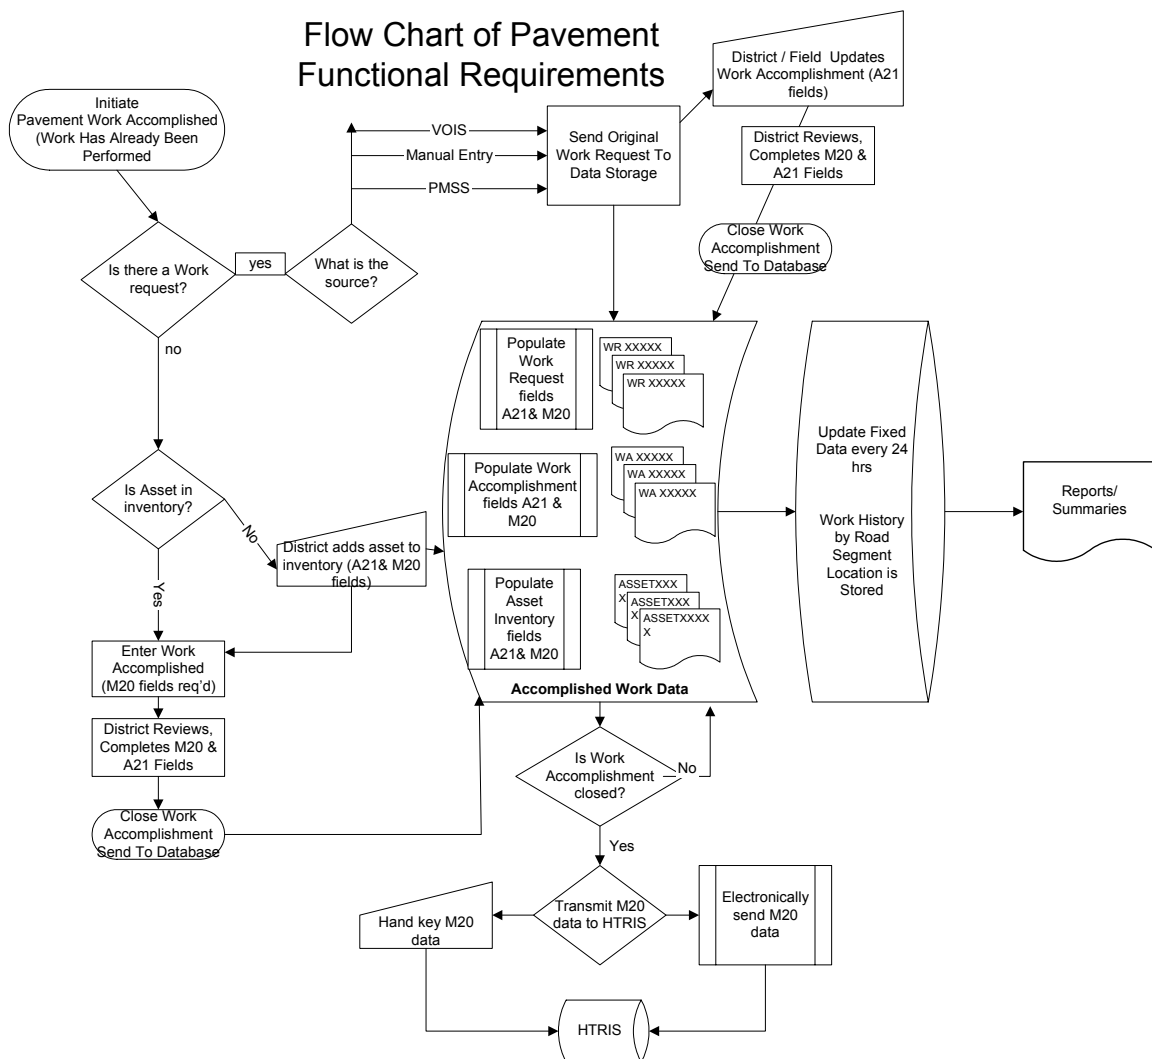 Flow Chart of Pavement
Functional Requirements
Initiate
Pavement Work Accomplished
(Work Has Already Been
Performed
Is there a Work
request?
yes
What is the
source?
VOIS
Manual Entry
PMSS
Send Original
Work Request To
Data Storage
District / Field Updates
Work Accomplishment (A21
fields)
District Reviews,
Completes M20 &
A21 Fields
Close Work
Accomplishment
Send To Database
no
Is Asset in
inventory?
No
District adds asset to
inventory (A21& M20
fields)
Yes
Enter Work
Accomplished
(M20 fields req'd)
District Reviews,
Completes M20 &
A21 Fields
Close Work
Accomplishment
Send To Database
Populate
Work
Request
fields
A21& M20
WR XXXXX
WR XXXXX
WR XXXXX
Populate Work
Accomplishment
fields A21 &
M20
WA XXXXX
WA XXXXX
WA XXXXX
Populate
Asset
Inventory
fields
A21& M20
ASSETXXX
X
ASSETXXX
X
ASSETXXXX
X
Accomplished Work Data
Update Fixed
Data every 24
hrs
Work History
by Road
Segment
Location is
Stored
Reports/
Summaries
Is Work
Accomplishment
closed?
No
Yes
Transmit M20
data to HTRIS
Hand key M20
data
Electronically
send M20
data
HTRIS